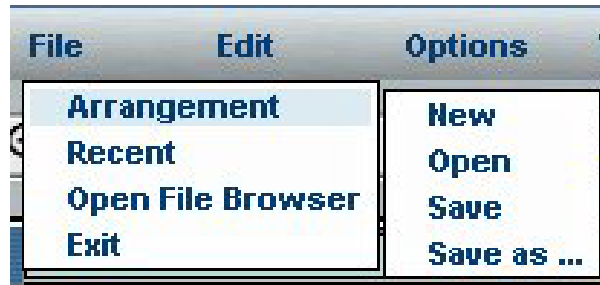 File Edit Options
Arrangement
Recent
Open File Browser
Exit
New
Open
Save
Save as ...